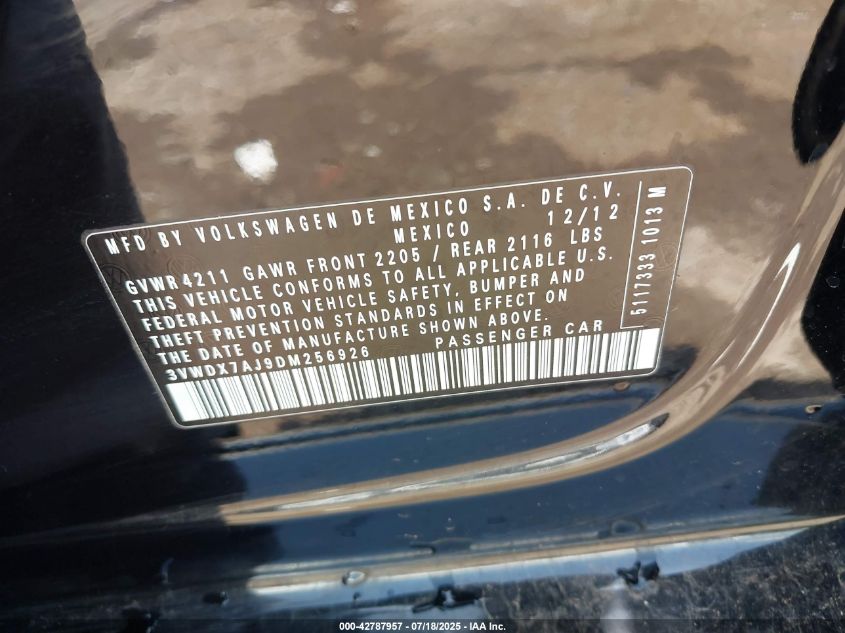 MFD BY VOLKSWAGEN DE MEXICO S.A. DE C.V.
MEXICO 12/12
GVWR 4211 GAWR FRONT 2205 / REAR 2116 LBS
THIS VEHICLE CONFORMS TO ALL APPLICABLE U.S.
FEDERAL MOTOR VEHICLE SAFETY, BUMPER AND
THEFT PREVENTION STANDARDS IN EFFECT ON
THE DATE OF MANUFACTURE SHOWN ABOVE.
3VWDX7AJ9DM256926 PASSENGER CAR
5117333 1013 M
000-42787957 - 07/18/2025 - IAA Inc.